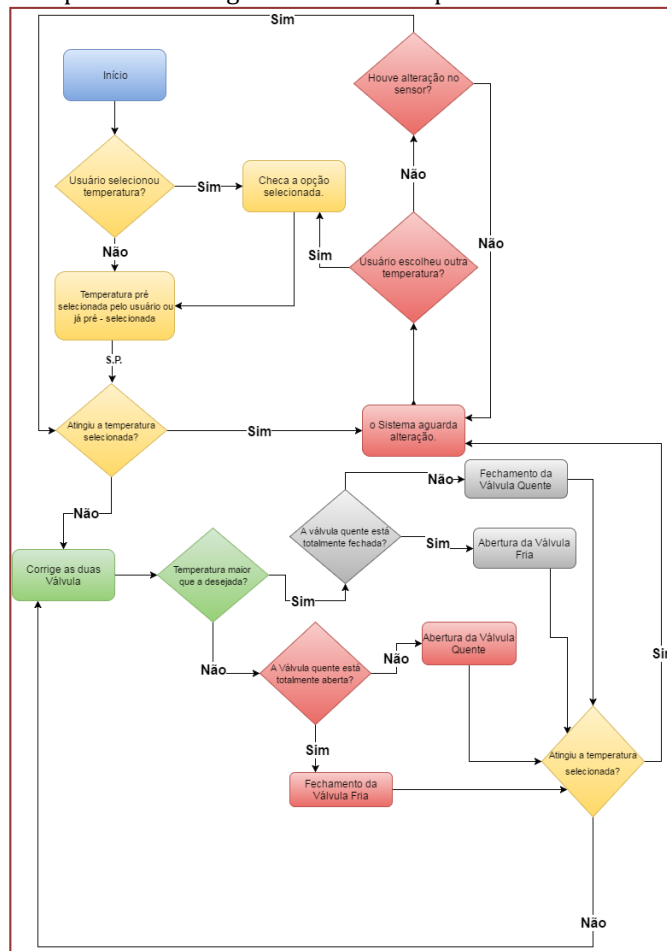 Sim
Início
Houve alteração no
sensor?
Usuário selecionou
temperatura?
Sim
Checa a opção
selecionada.
Não
Não
Sim
Usuário escolheu outra
temperatura?
Não
Temperatura pré
selecionada pelo usuário ou
já pré - selecionada
S.P.
Atingiu a temperatura
selecionada?
Sim
o Sistema aguarda
alteração.
Não
Fechamento da
Válvula Quente
Não
A válvula quente está
totalmente fechada?
Sim
Abertura da Válvula
Fria
Corrige as duas
Válvula
Temperatura maior
que a desejada?
Sim
Não
A Válvula quente está
totalmente aberta?
Não
Abertura da Válvula
Quente
Sim
Sim
Fechamento da
Válvula Fria
Atingiu a temperatura
selecionada?
Não